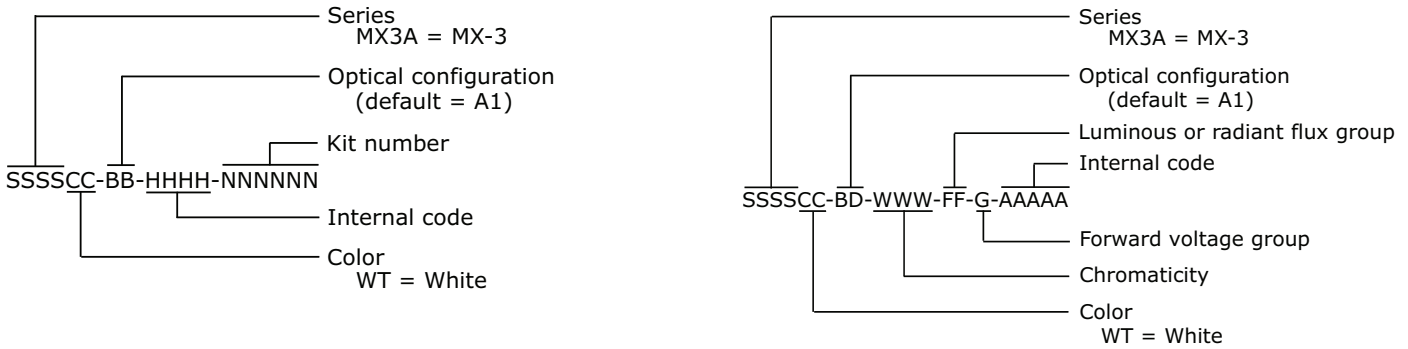 Series
MX3A = MX-3
Optical configuration
(default = A1)
Kit number
SSSSCC-BB-HHHH-NNNNNN
Internal code
Color
WT = White
Series
MX3A = MX-3
Optical configuration
(default = A1)
Luminous or radiant flux group
Internal code
SSSSCC-BD-WWW-FF-G-AAAAA
Forward voltage group
Chromaticity
Color
WT = White